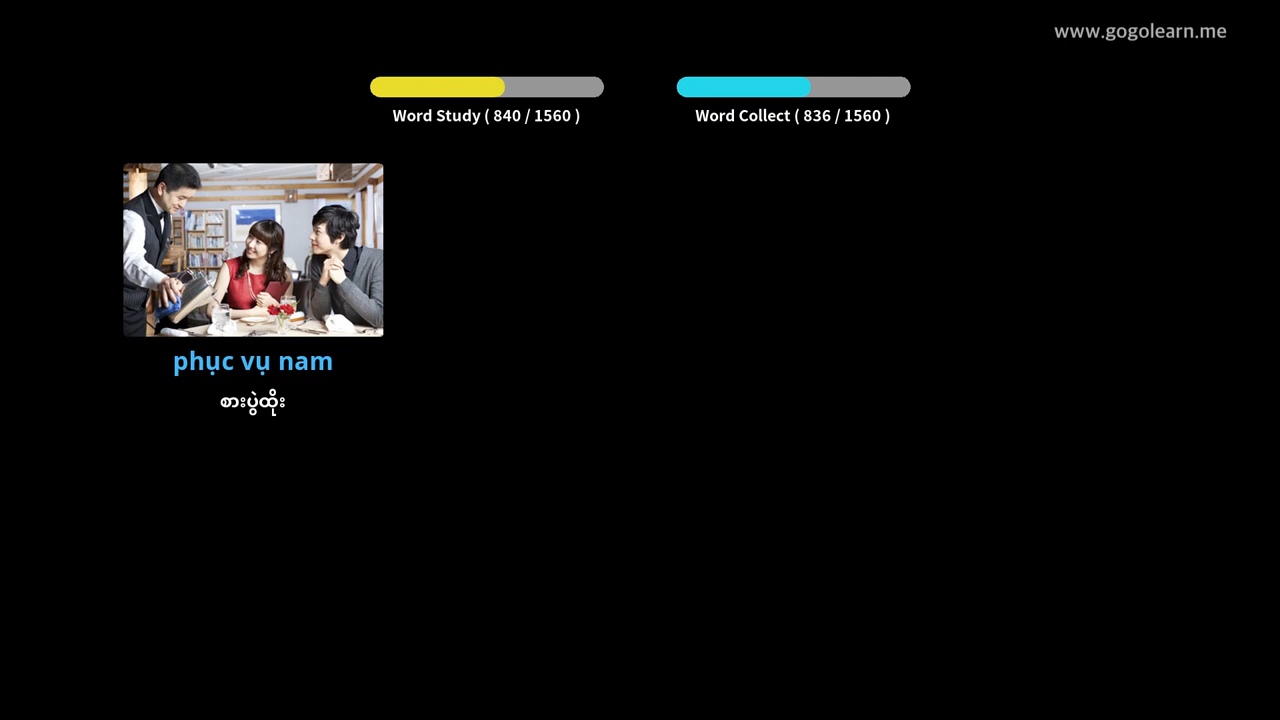 www.gogolearn.me
Word Study ( 840 / 1560 )
Word Collect ( 836 / 1560 )
phục vụ nam
စားပွဲထိုး